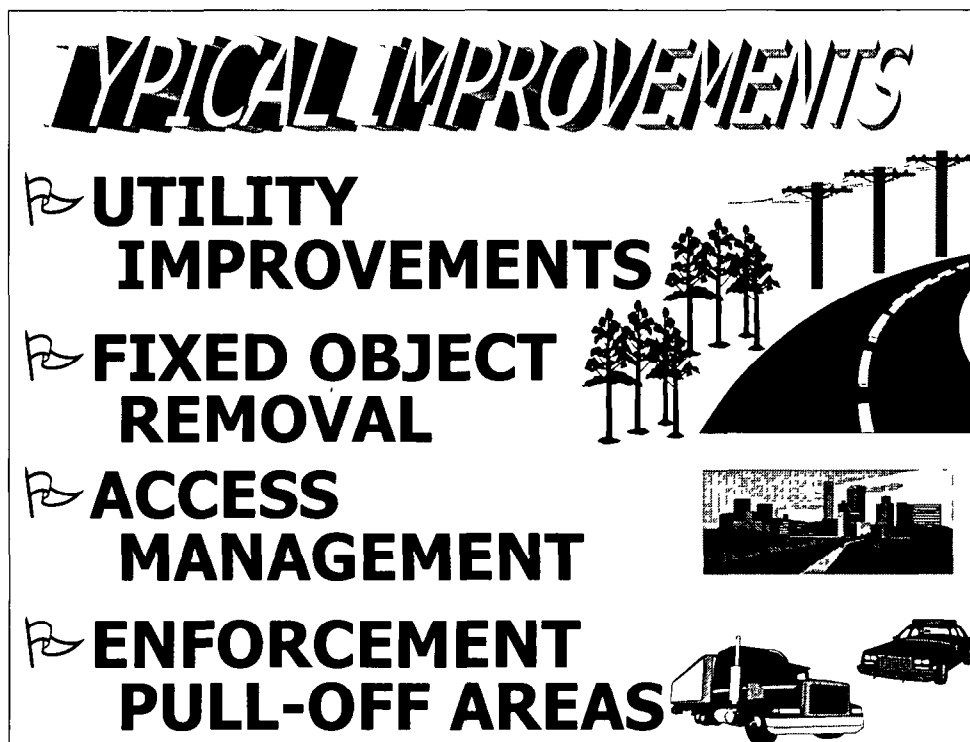 TYPICAL IMPROVEMENTS
UTILITY
IMPROVEMENTS
FIXED OBJECT
REMOVAL
ACCESS
MANAGEMENT
ENFORCEMENT
PULL-OFF AREAS